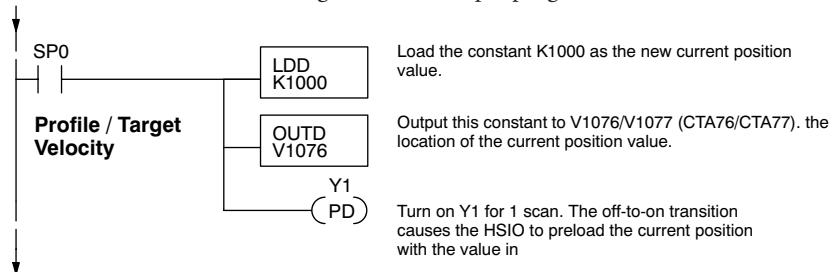 SP0
LDD
K1000
Load the constant K1000 as the new current position
value.
Profile / Target
Velocity
OUTD
V1076
Output this constant to V1076/V1077 (CTA76/CTA77). the
location of the current position value.
Y1
PD
Turn on Y1 for 1 scan. The off-to-on transition
causes the HSIO to preload the current position
with the value in